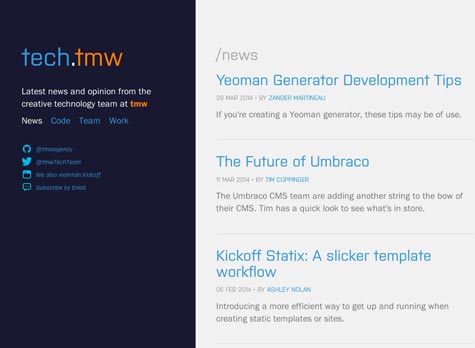 tech.tmw
Latest news and opinion from the
creative technology team at tmw
News Code Team Work
@tmwagency
@tmwTechTeam
We also maintain Kickoff
Subscribe by Email
/news
Yeoman Generator Development Tips
28 MAR 2014 • BY ZANDER MARTINEAU
If you're creating a Yeoman generator, these tips may be of use.
The Future of Umbraco
11 MAR 2014 • BY TIM COPPINGER
The Umbraco CMS team are adding another string to the bow of
their CMS. Tim has a quick look to see what's in store.
Kickoff Statix: A slicker template
workflow
05 FEB 2014 • BY ASHLEY NOLAN
Introducing a more efficient way to get up and running when
creating static templates or sites.